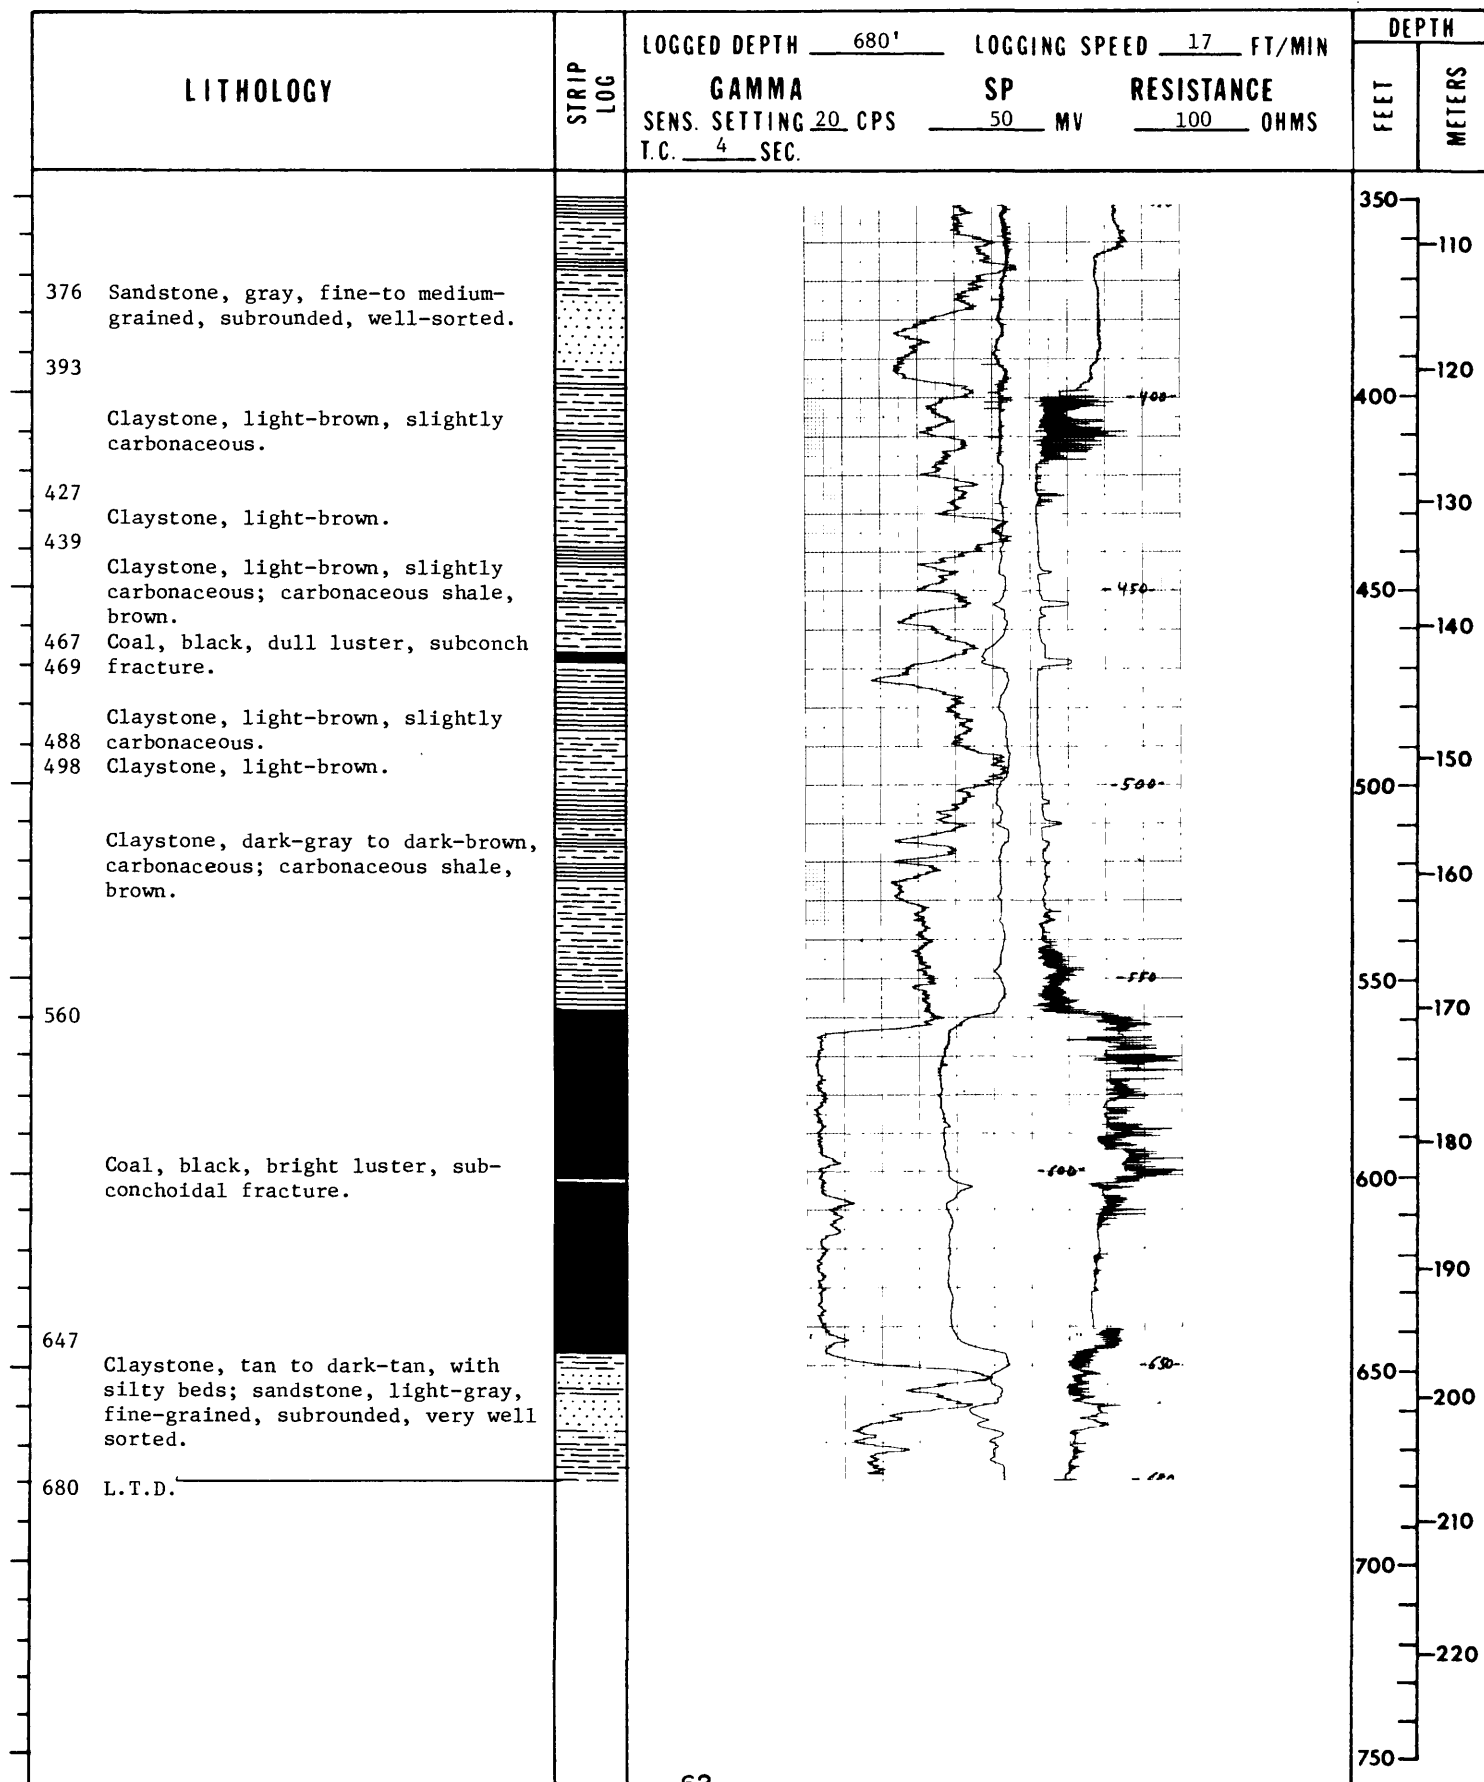 LITHOLOGY
STRIP LOG
LOGGED DEPTH 680' LOGGING SPEED 17 FT/MIN
GAMMA SP RESISTANCE
SENS. SETTING 20 CPS 50 MV 100 OHMS
T.C. 4 SEC.
DEPTH
FEET
METERS
376 Sandstone, gray, fine-to medium-
grained, subrounded, well-sorted.
393
Claystone, light-brown, slightly
carbonaceous.
427
Claystone, light-brown.
439
Claystone, light-brown, slightly
carbonaceous; carbonaceous shale,
brown.
467 Coal, black, dull luster, subconch
469 fracture.
Claystone, light-brown, slightly
488 carbonaceous.
498 Claystone, light-brown.
Claystone, dark-gray to dark-brown,
carbonaceous; carbonaceous shale,
brown.
560
Coal, black, bright luster, sub-
conchoidal fracture.
647
Claystone, tan to dark-tan, with
silty beds; sandstone, light-gray,
fine-grained, subrounded, very well
sorted.
680 L.T.D.
-400-
-450-
-500-
-550-
-600-
-650-
-680
350
400
450
500
550
600
650
700
750
110
120
130
140
150
160
170
180
190
200
210
220